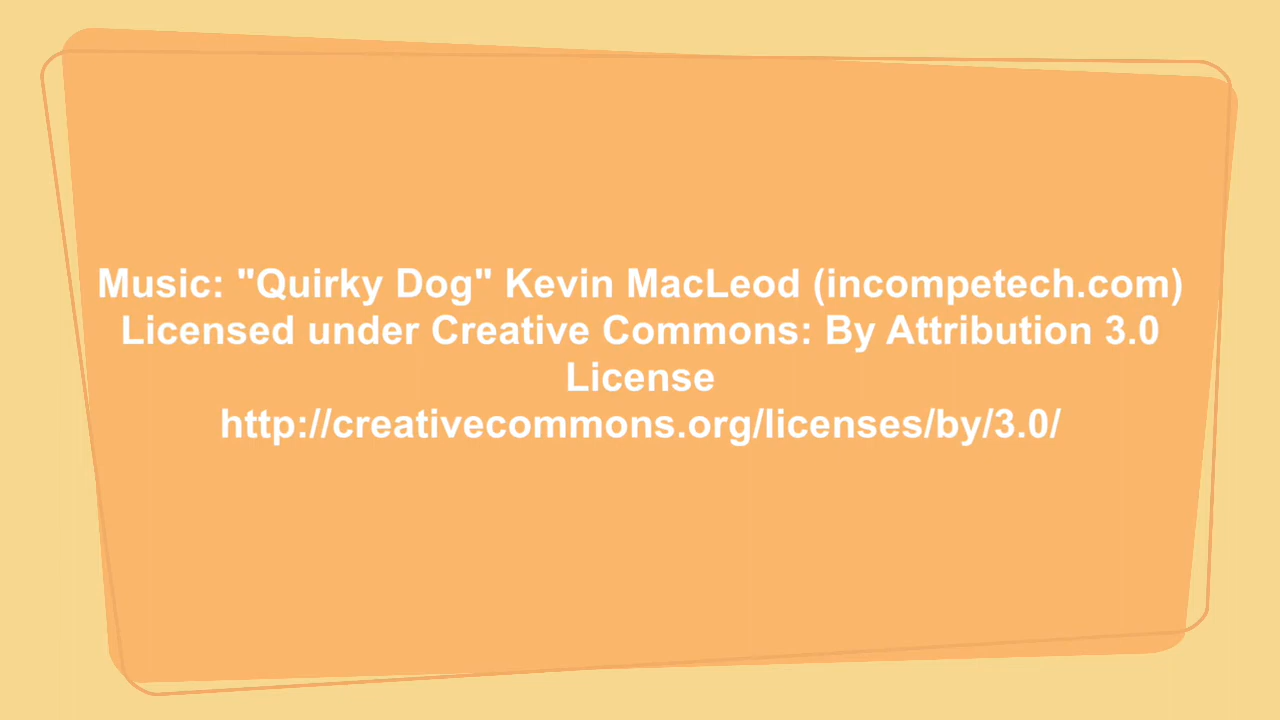 Music: "Quirky Dog" Kevin MacLeod (incompetech.com)
Licensed under Creative Commons: By Attribution 3.0
License
http://creativecommons.org/licenses/by/3.0/